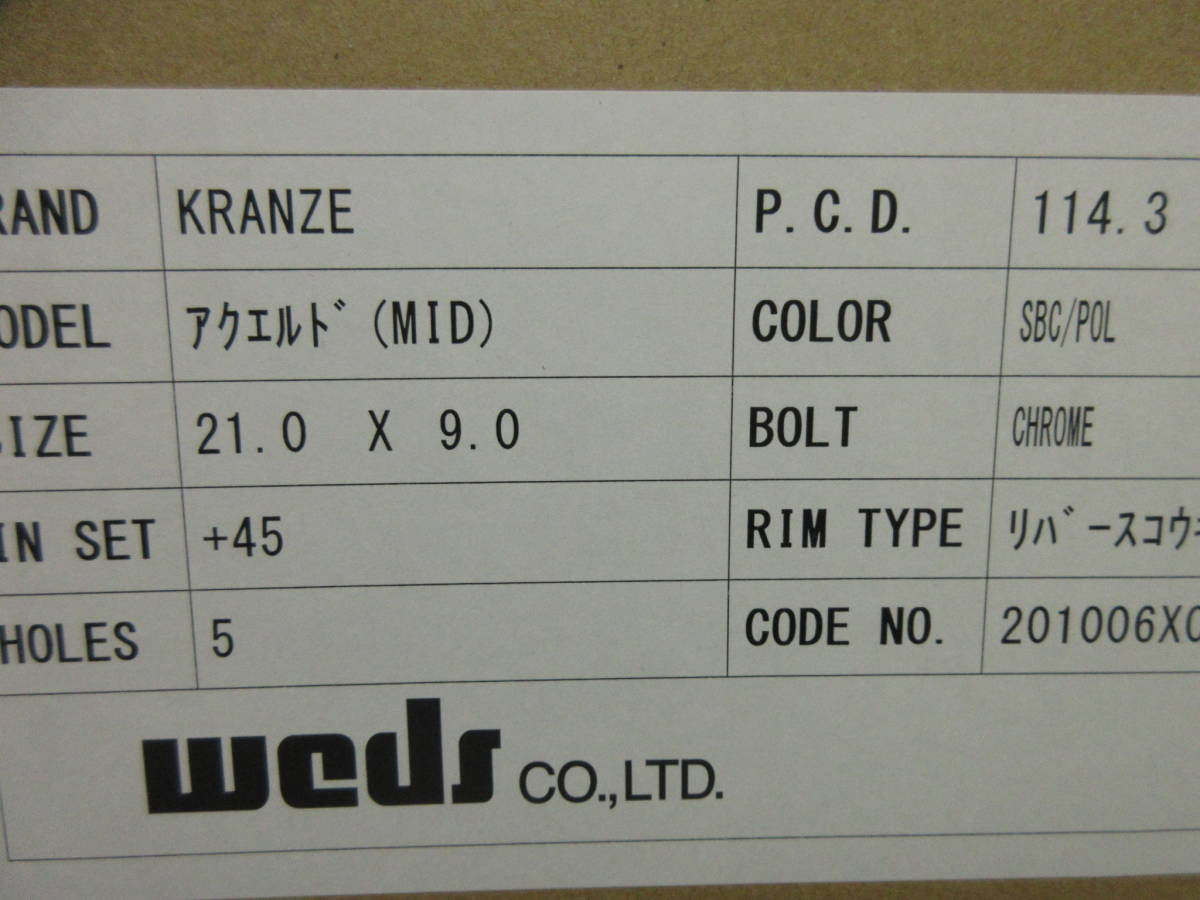 RAND KRANZE P.C.D. 114.3
ODEL ｱｸｴﾙﾄﾞ(MID) COLOR SBC/POL
IZE 21.0 X 9.0 BOLT CHROME
IN SET +45 RIM TYPE ﾘﾊﾞｰｽｺｳ
HOLES 5 CODE NO. 201006X
weds CO.,LTD.